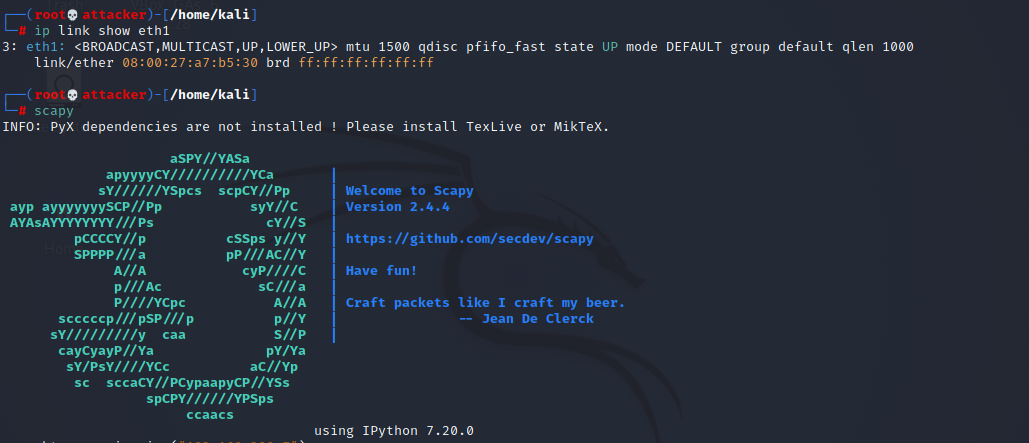 ┌──(root💀attacker)-[/home/kali]
└─# ip link show eth1
3: eth1: <BROADCAST,MULTICAST,UP,LOWER_UP> mtu 1500 qdisc pfifo_fast state UP mode DEFAULT group default qlen 1000
    link/ether 08:00:27:a7:b5:30 brd ff:ff:ff:ff:ff:ff

┌──(root💀attacker)-[/home/kali]
└─# scapy
INFO: PyX dependencies are not installed ! Please install TexLive or MikTeX.

                     aSPY//YASa
             apyyyyCY//////////YCa       |
            sY//////YSpcs  scpCY//Pp     | Welcome to Scapy
 ayp ayyyyyyySCP//Pp           syY//C    | Version 2.4.4
 AYAsAYYYYYYYY///Ps              cY//S   |
         pCCCCY//p          cSSps y//Y   | https://github.com/secdev/scapy
         SPPPP///a          pP///AC//Y   |
              A//A            cyP////C   | Have fun!
              p///Ac            sC///a   |
              P////YCpc           A//A   | Craft packets like I craft my beer.
       scccccp///pSP///p          p//Y   |               -- Jean De Clerck
      sY/////////y  caa           S//P   |
       cayCyayP//Ya              pY/Ya
        sY/PsY////YCc          aC//Yp
         sc  sccaCY//PCypaapyCP//YSs
                  spCPY//////YPSps
                       ccaacs
                                       using IPython 7.20.0